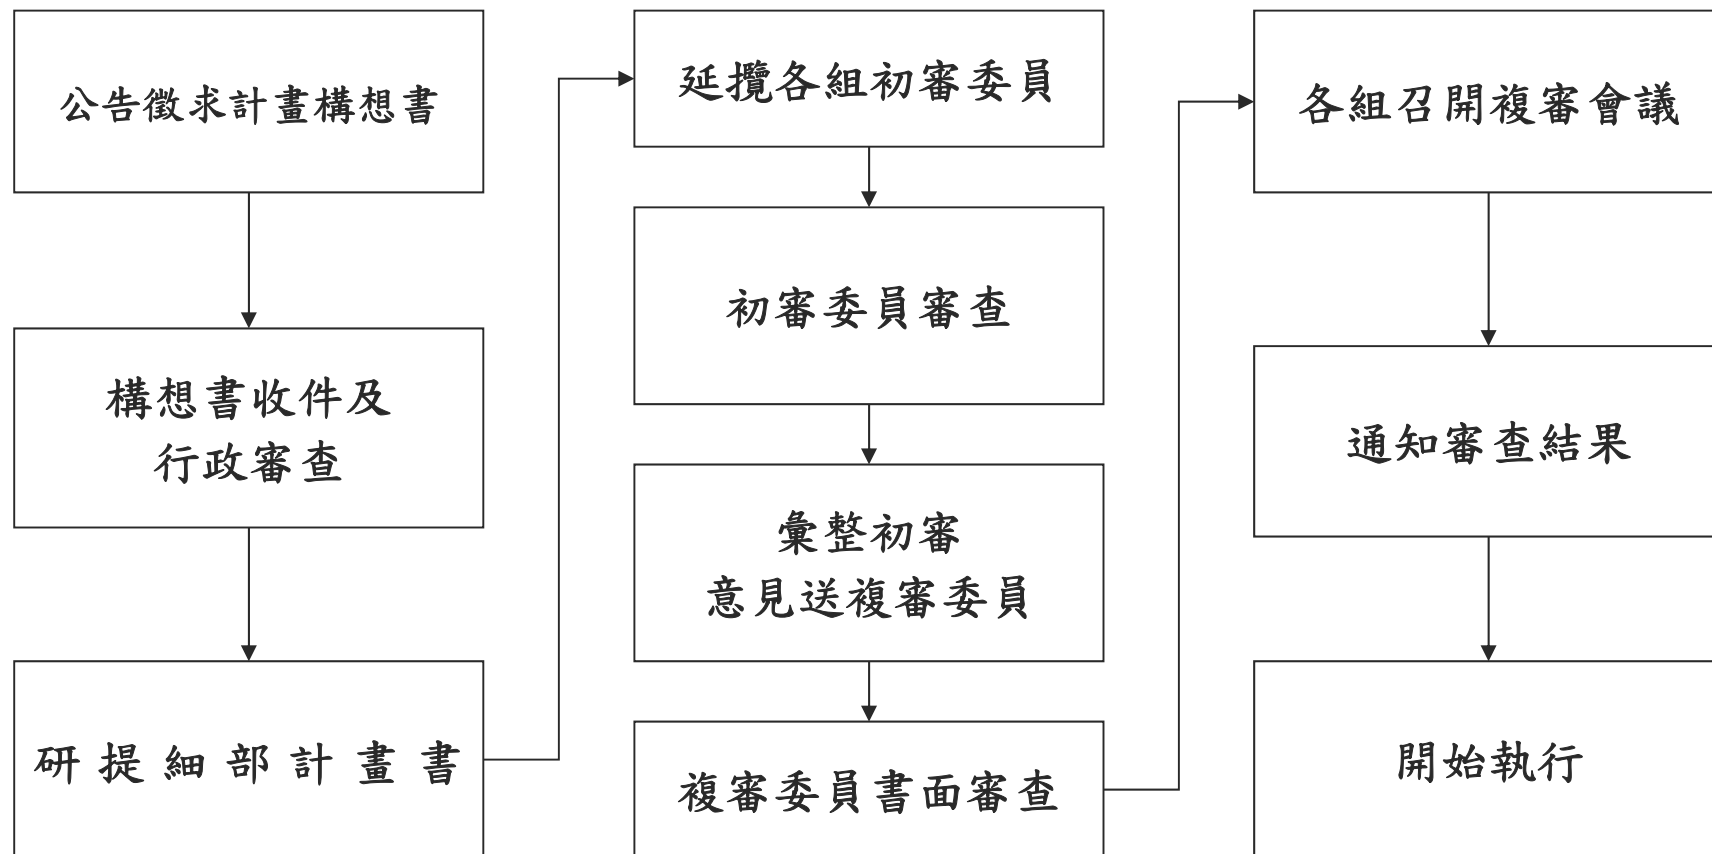 公告徵求計畫構想書
構想書收件及
行政審查
研提細部計畫書
延攬各組初審委員
初審委員審查
彙整初審
意見送複審委員
複審委員書面審查
各組召開複審會議
通知審查結果
開始執行